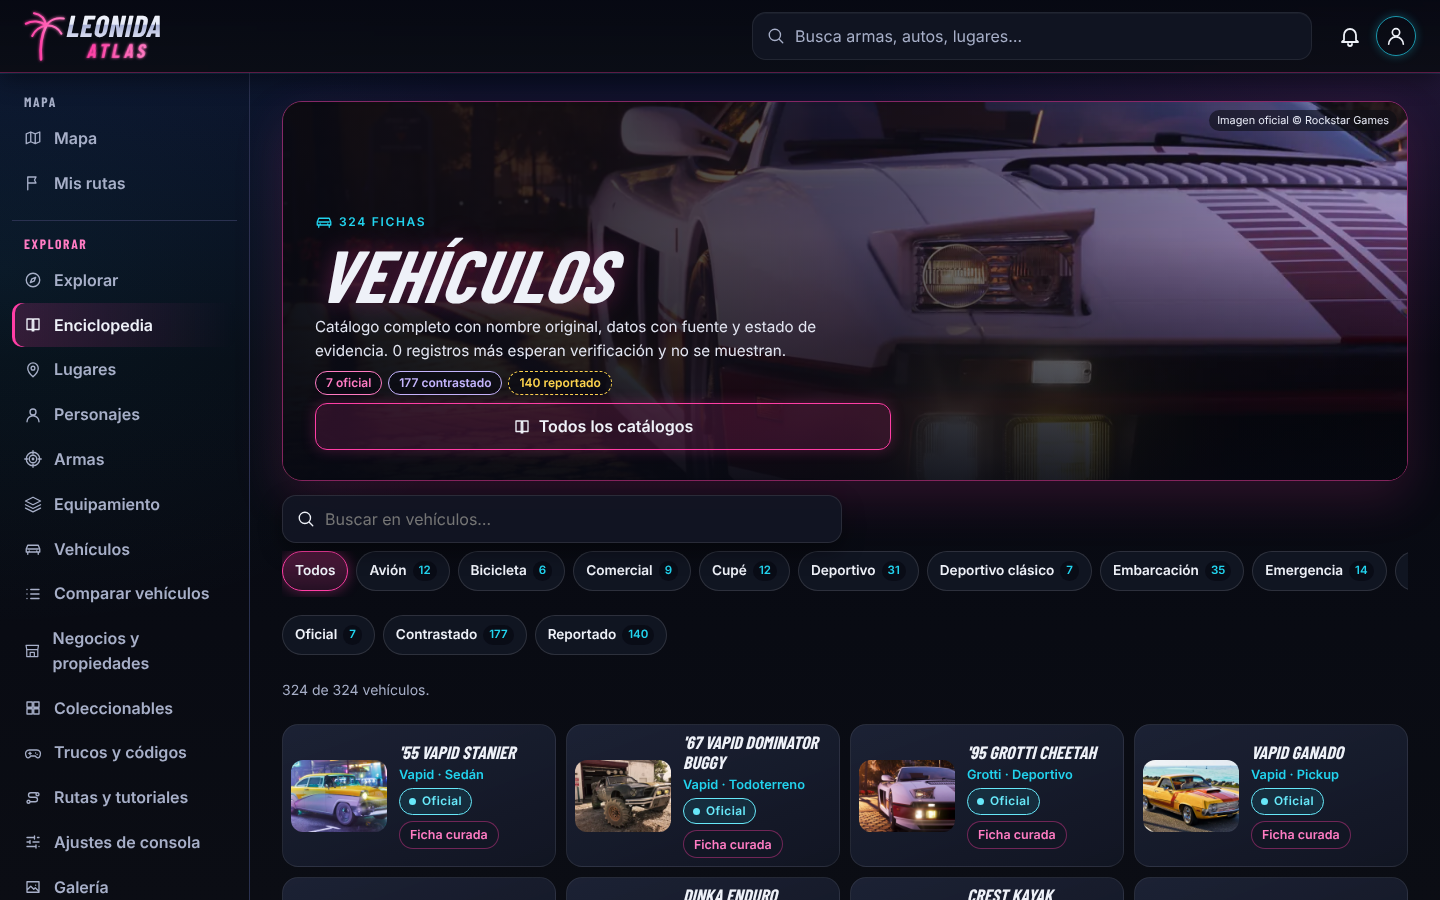 LEONIDA
ATLAS
Busca armas, autos, lugares...
MAPA
Mapa
Mis rutas
EXPLORAR
Explorar
Enciclopedia
Lugares
Personajes
Armas
Equipamiento
Vehículos
Comparar vehículos
Negocios y
propiedades
Coleccionables
Trucos y códigos
Rutas y tutoriales
Ajustes de consola
Galería
Imagen oficial © Rockstar Games
324 FICHAS
VEHÍCULOS
Catálogo completo con nombre original, datos con fuente y estado de
evidencia. 0 registros más esperan verificación y no se muestran.
7 oficial 177 contrastado 140 reportado
Todos los catálogos
Buscar en vehículos...
Todos Avión 12 Bicicleta 6 Comercial 9 Cupé 12 Deportivo 31 Deportivo clásico 7 Embarcación 35 Emergencia 14
Oficial 7 Contrastado 177 Reportado 140
324 de 324 vehículos.
'55 VAPID STANIER
Vapid · Sedán
Oficial
Ficha curada
'67 VAPID DOMINATOR
BUGGY
Vapid · Todoterreno
Oficial
Ficha curada
'95 GROTTI CHEETAH
Grotti · Deportivo
Oficial
Ficha curada
VAPID GANADO
Vapid · Pickup
Oficial
Ficha curada
DINKA ENDURO
CREST KAYAK